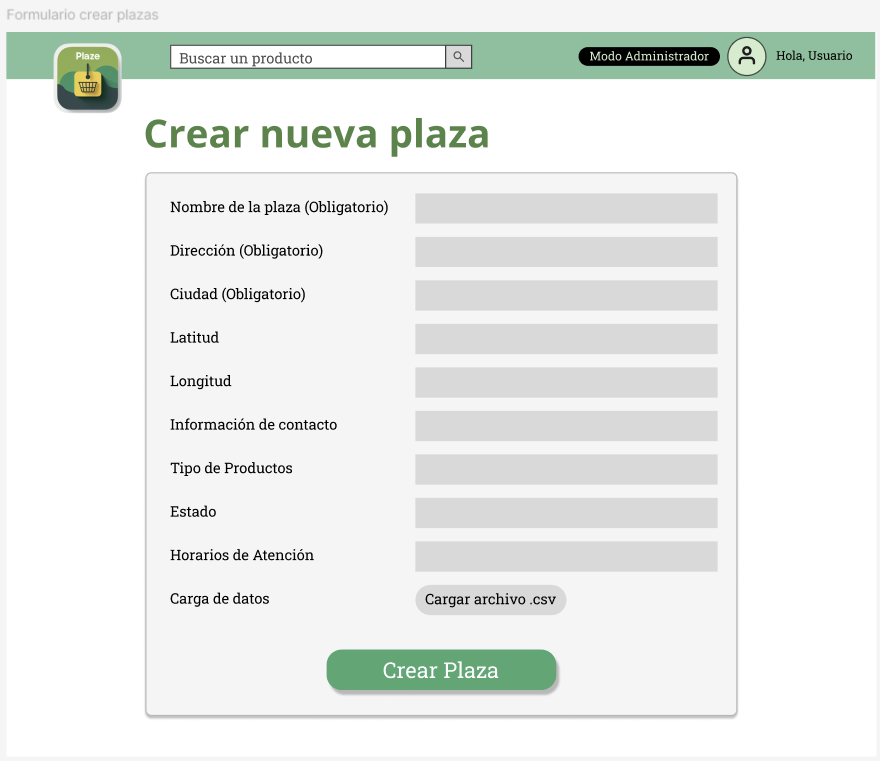 Formulario crear plazas
Plaze
Buscar un producto
Modo Administrador
Hola, Usuario
Crear nueva plaza
Nombre de la plaza (Obligatorio)
Dirección (Obligatorio)
Ciudad (Obligatorio)
Latitud
Longitud
Información de contacto
Tipo de Productos
Estado
Horarios de Atención
Carga de datos
Cargar archivo .csv
Crear Plaza